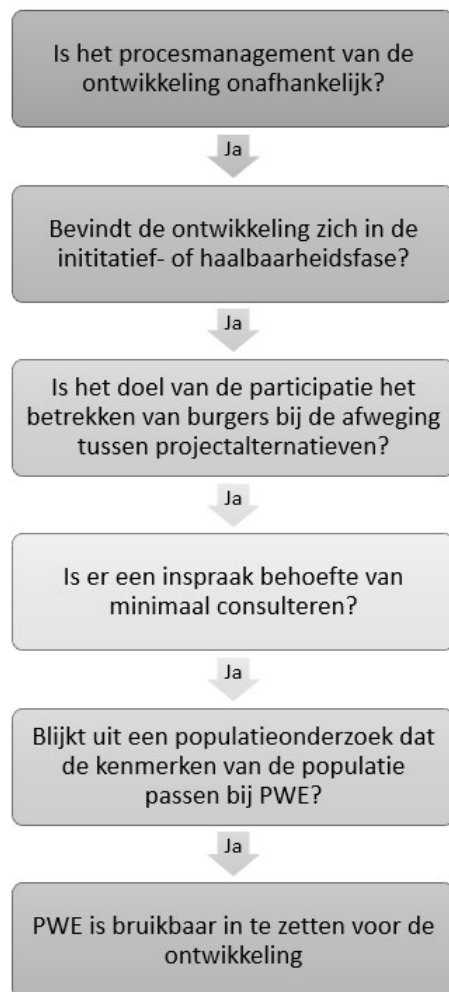 Is het procesmanagement van de
ontwikkeling onafhankelijk?
Ja
Bevindt de ontwikkeling zich in de
inititatief- of haalbaarheidsfase?
Ja
Is het doel van de participatie het
betrekken van burgers bij de afweging
tussen projectalternatieven?
Ja
Is er een inspraak behoefte van
minimaal consulteren?
Ja
Blijkt uit een populatieonderzoek dat
de kenmerken van de populatie
passen bij PWE?
Ja
PWE is bruikbaar in te zetten voor de
ontwikkeling